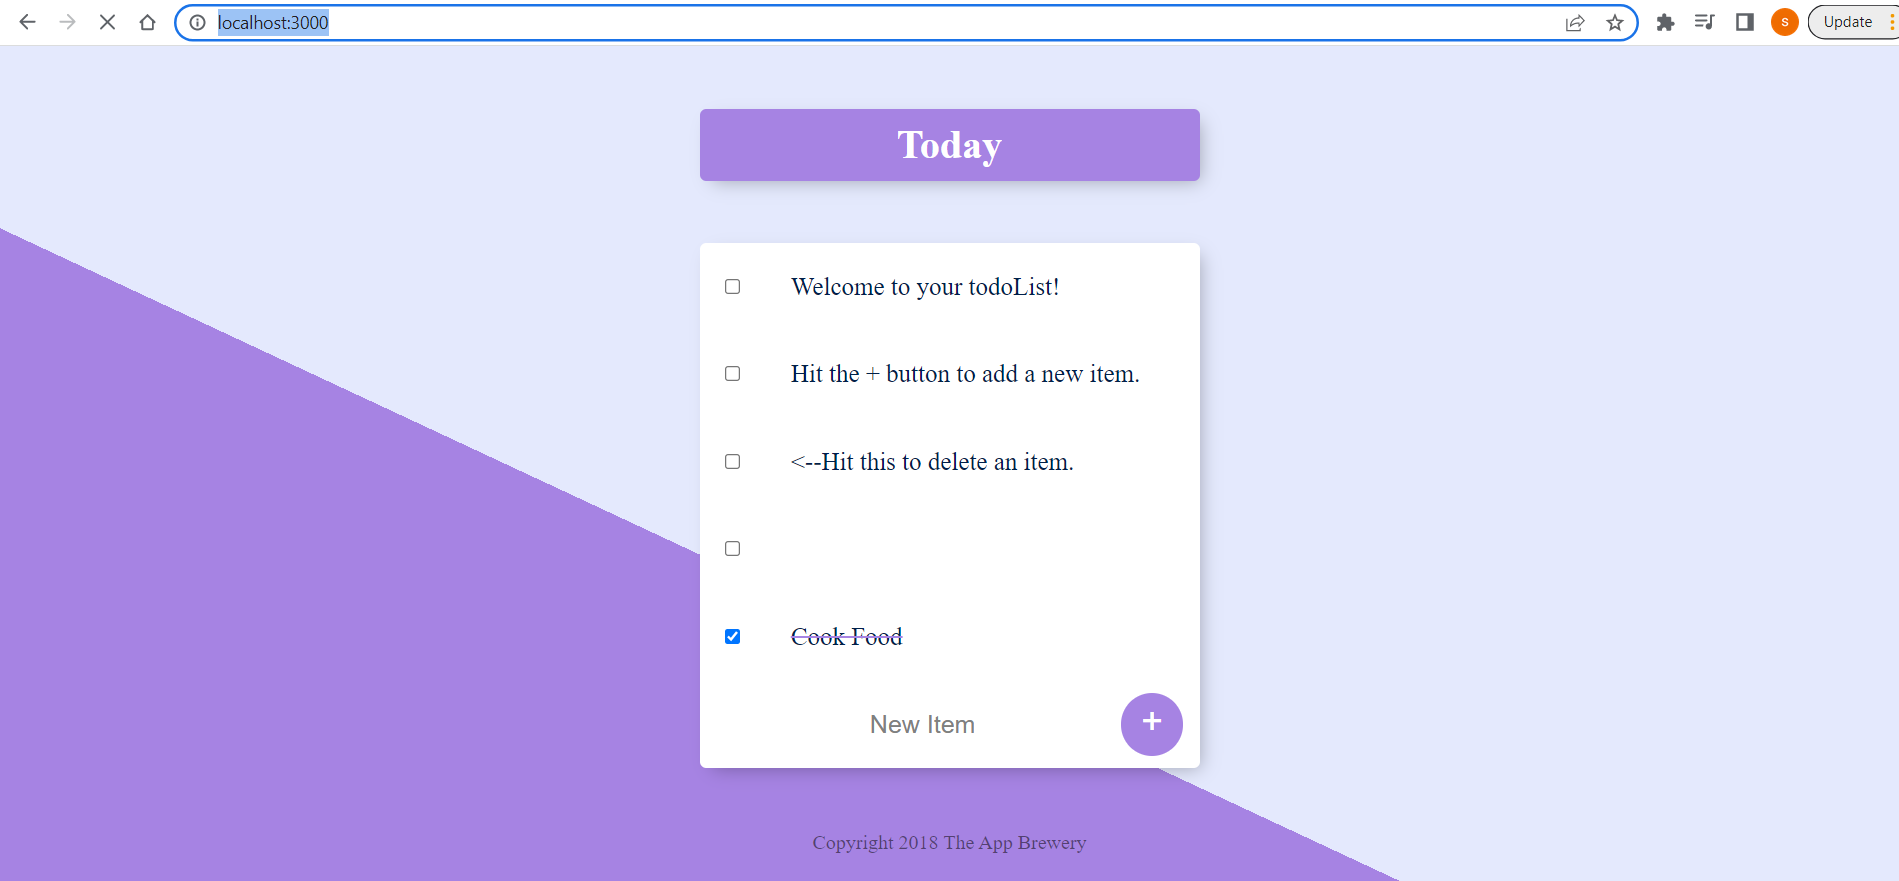 localhost:3000
S
Update
Today
Welcome to your todoList!
Hit the + button to add a new item.
<--Hit this to delete an item.
Cook Food
New Item
+
Copyright 2018 The App Brewery